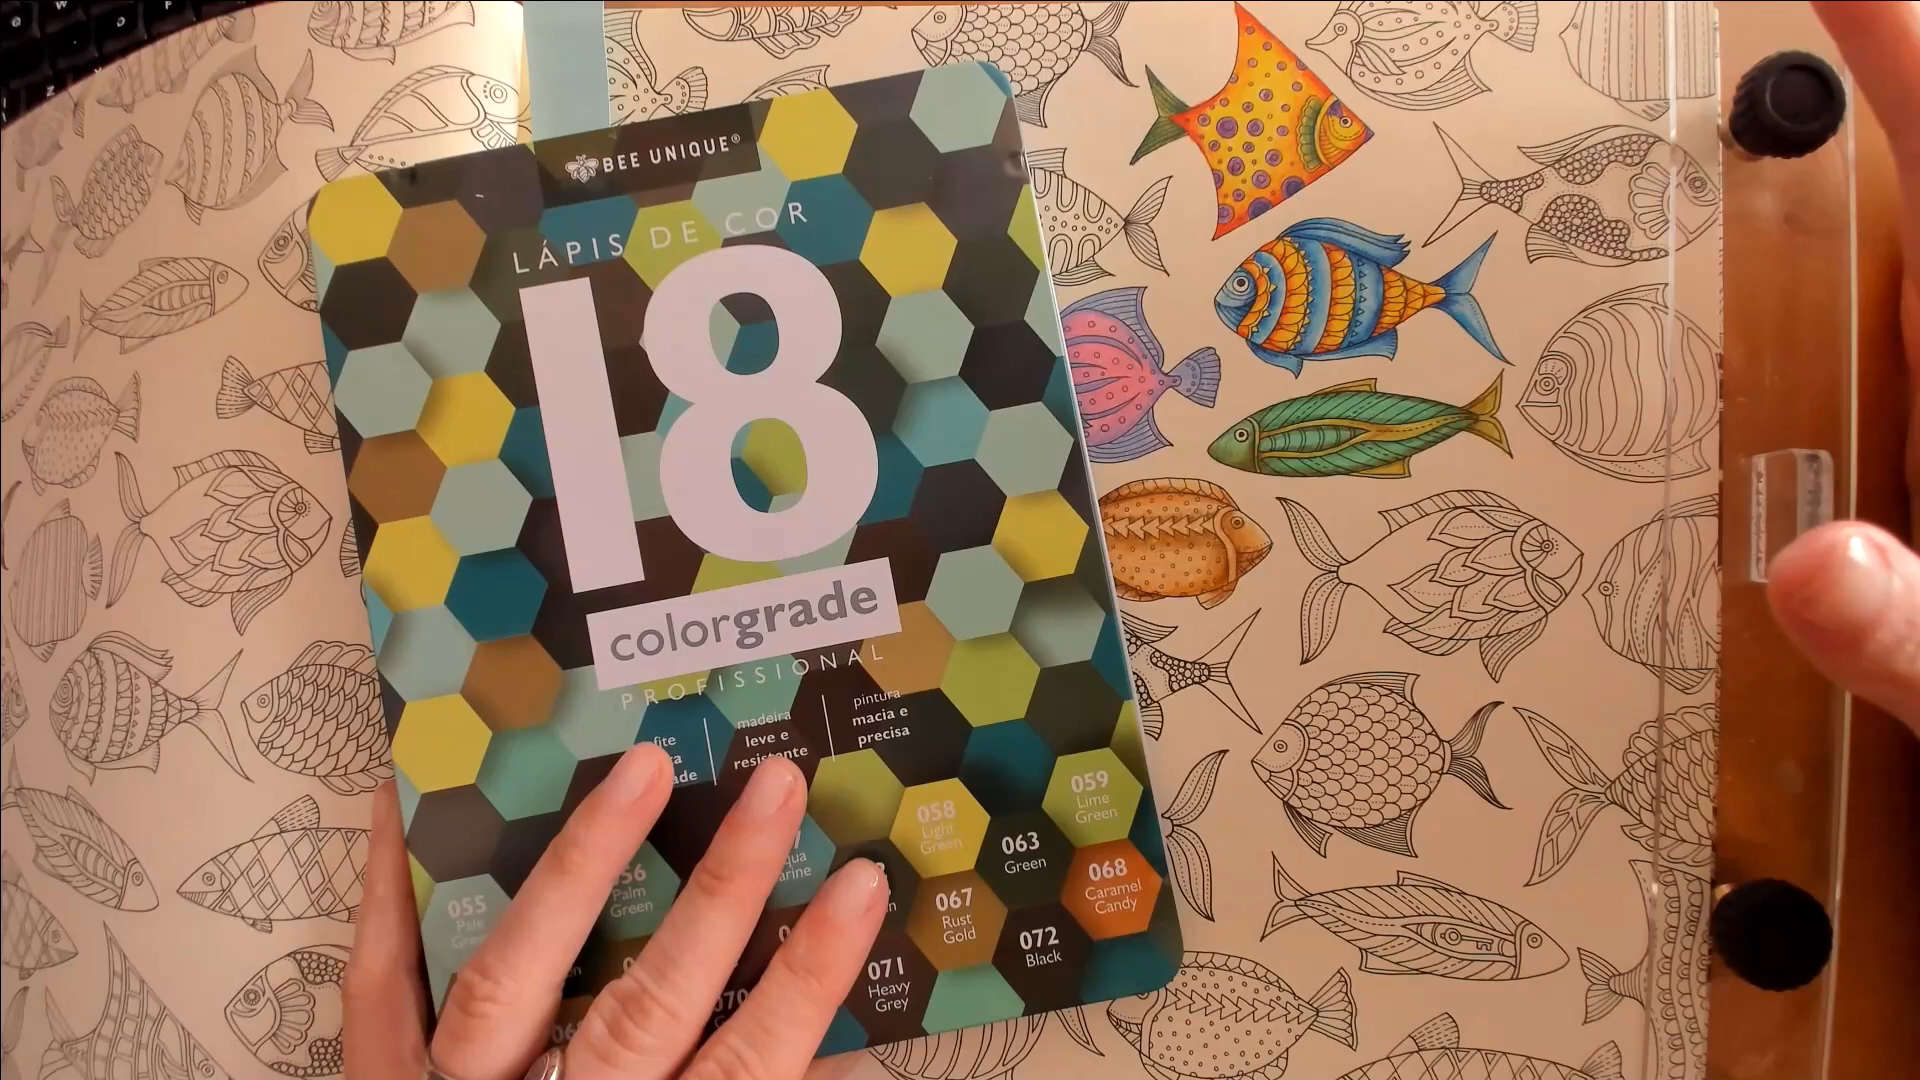 BEE UNIQUE®
LÁPIS DE COR
18
colorgrade
PROFISSIONAL
madeira
leve e
resistente
pintura
macia e
precisa
059
Lime
Green
058
Light
Green
063
Green
068
Caramel
Candy
067
Rust
Gold
072
Black
071
Heavy
Grey
055
Pale
Palm
Green